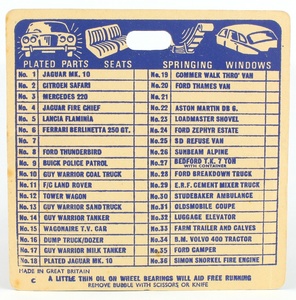 PLATED PARTS SEATS SPRINGING WINDOWS
No. 1 JAGUAR MK. 10
No. 2 CITROEN SAFARI
No. 3 MERCEDES 220
No. 4 JAGUAR FIRE CHIEF
No. 5 LANCIA FLAMINIA
No. 6 FERRARI BERLINETTA 250 GT.
No. 7
No. 8 FORD THUNDERBIRD
No. 9 BUICK POLICE PATROL
No. 10 GUY WARRIOR COAL TRUCK
No. 11 F/C LAND ROVER
No. 12 TOWER WAGON
No. 13 GUY WARRIOR SAND TRUCK
No. 14 GUY WARRIOR TANKER
No. 15 WAGONAIRE T.V. CAR
No. 16 DUMP TRUCK/DOZER
No. 17 GUY WARRIOR MILK TANKER
No. 18 PLATED JAGUAR MK. 10
No. 19 COMMER WALK THRO' VAN
No. 20 FORD THAMES VAN
No. 21
No. 22 ASTON MARTIN DB 6.
No. 23 LOADMASTER SHOVEL
No. 24 FORD ZEPHYR ESTATE
No. 25 SD REFUSE VAN
No. 26 SUNBEAM ALPINE
No. 27 BEDFORD T.K. 7 TON
WITH CONTAINER
No. 28 FORD BREAKDOWN TRUCK
No. 29 E.R.F. CEMENT MIXER TRUCK
No. 30 STUDEBAKER AMBULANCE
No. 31 OLDSMOBILE COUPE
No. 32 LUGGAGE ELEVATOR
No. 33 FARM TRAILER AND CALVES
No. 34 B.M. VOLVO 400 TRACTOR
No. 35 FORD CAMPER
No. 36 SIMON SNORKEL FIRE ENGINE
MADE IN GREAT BRITAIN
C A LITTLE THIN OIL ON WHEEL BEARINGS WILL AID FREE RUNNING
REMOVE BUBBLE WITH SCISSORS OR KNIFE